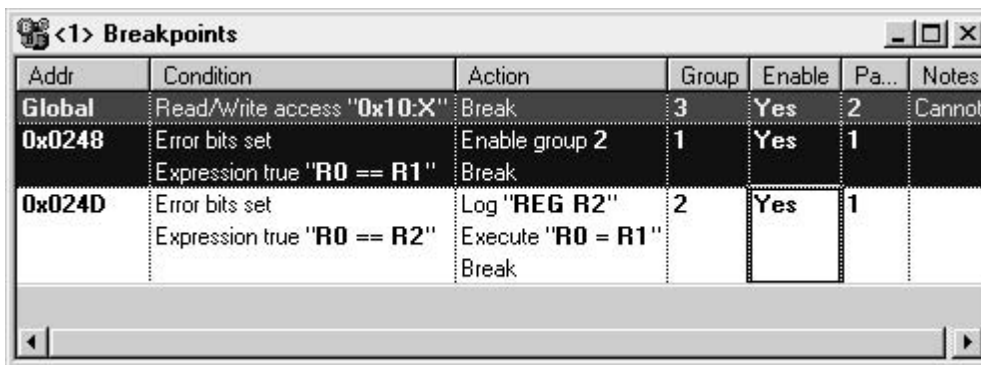 <1> Breakpoints
Addr Condition Action Group Enable Pa... Notes
Global Read/Write access "0x10:X" Break 3 Yes 2 Cannot
0x0248 Error bits set Enable group 2 1 Yes 1
Expression true "R0 == R1" Break
0x024D Error bits set Log "REG R2" 2 Yes 1
Expression true "R0 == R2" Execute "R0 = R1"
Break